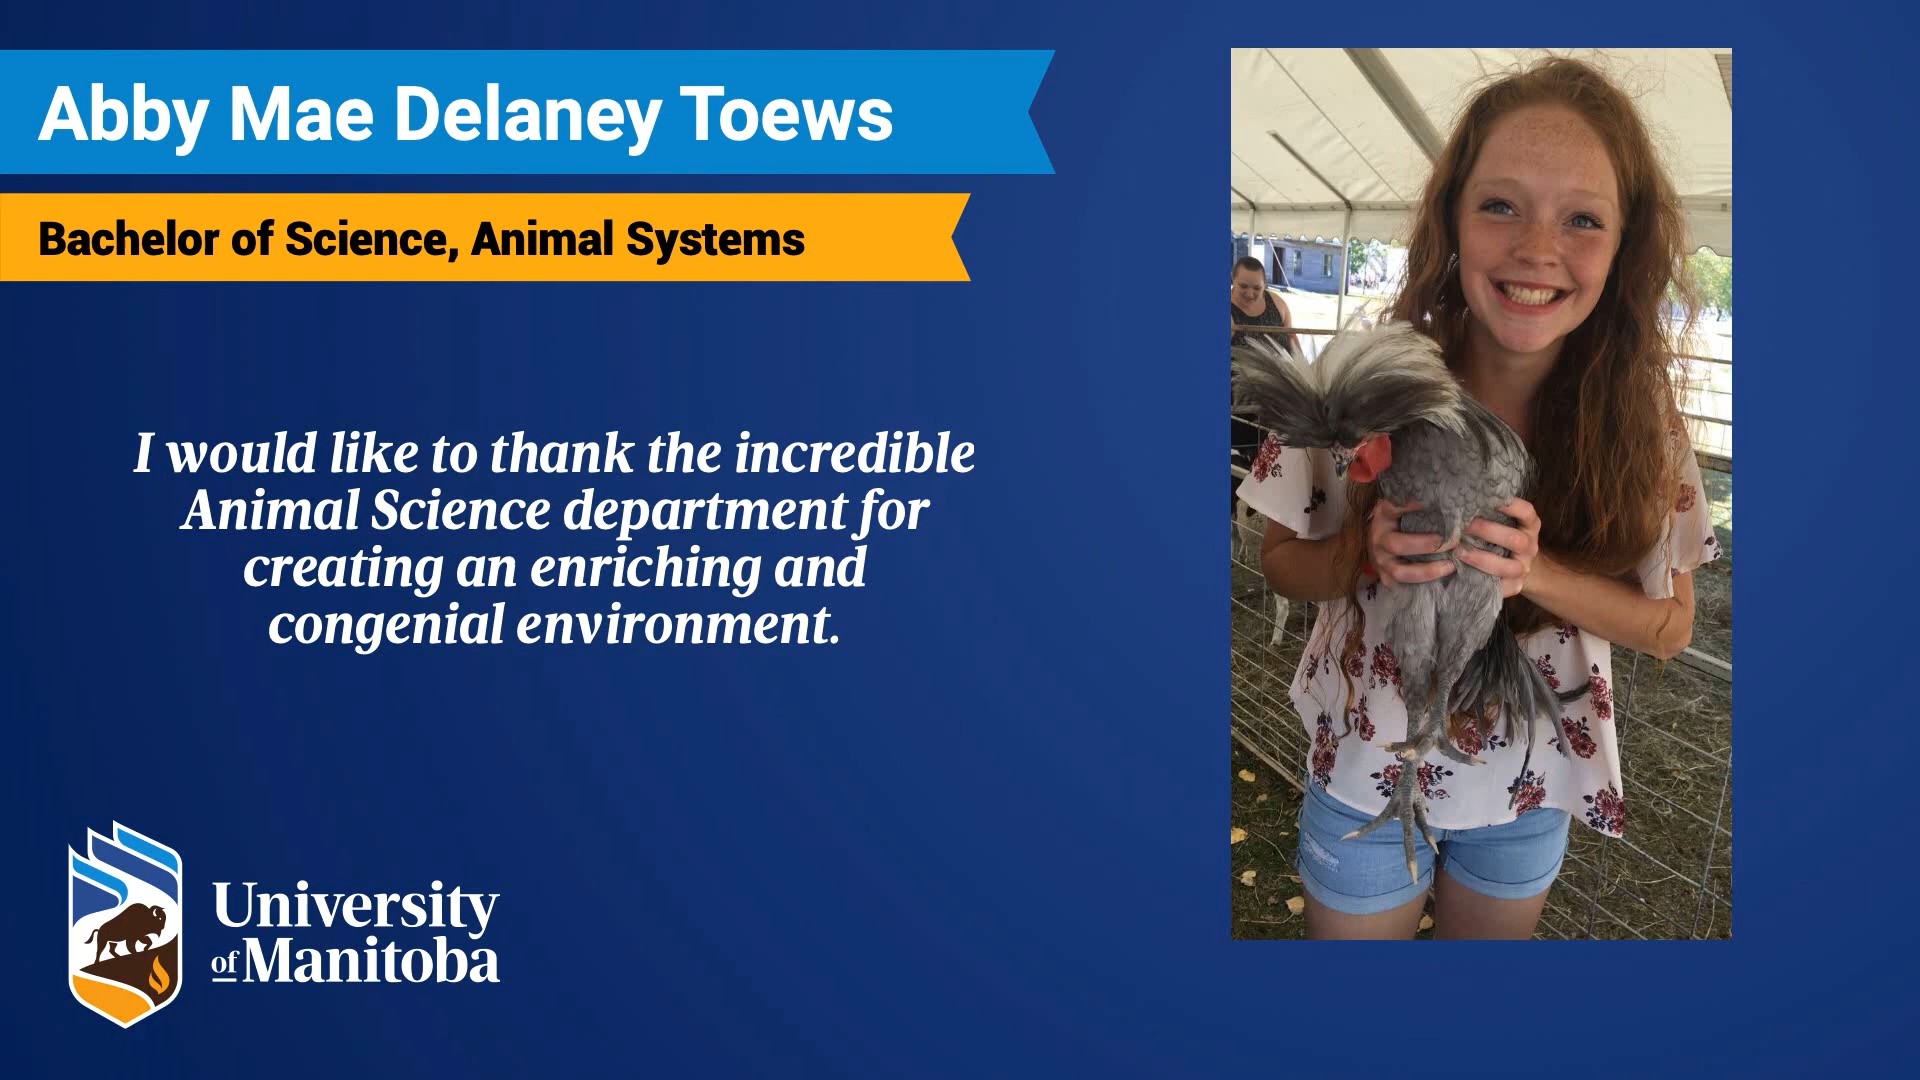 Abby Mae Delaney Toews
Bachelor of Science, Animal Systems
I would like to thank the incredible
Animal Science department for
creating an enriching and
congenial environment.
University
of Manitoba